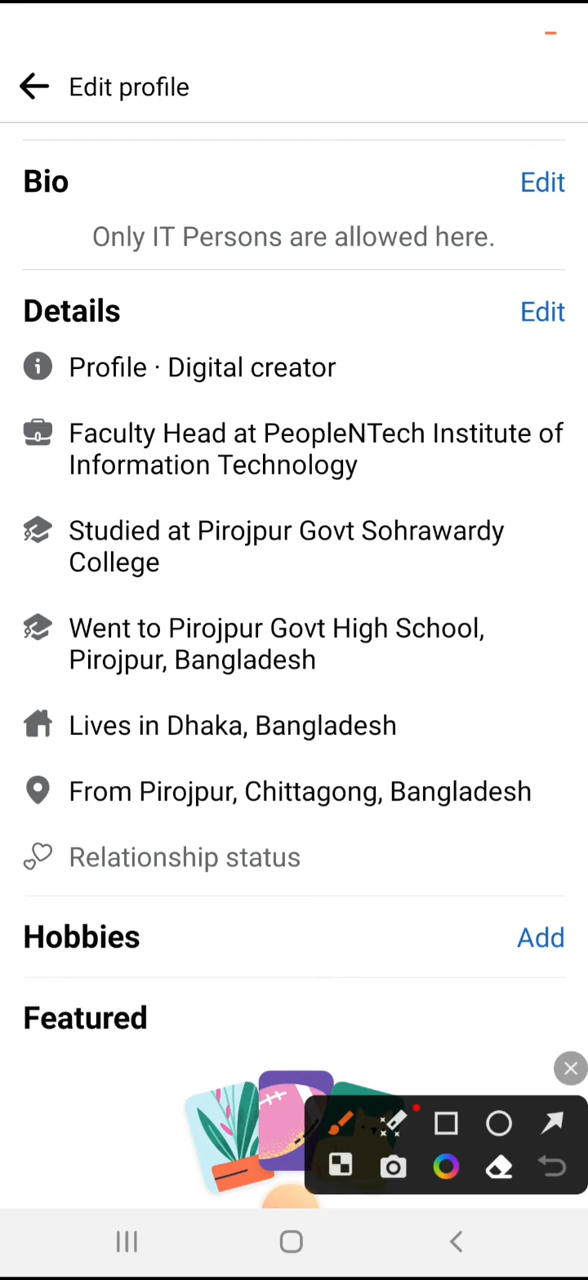 Edit profile
Bio
Edit
Only IT Persons are allowed here.
Details
Edit
Profile · Digital creator
Faculty Head at PeopleNTech Institute of
Information Technology
Studied at Pirojpur Govt Sohrawardy
College
Went to Pirojpur Govt High School,
Pirojpur, Bangladesh
Lives in Dhaka, Bangladesh
From Pirojpur, Chittagong, Bangladesh
Relationship status
Hobbies
Add
Featured